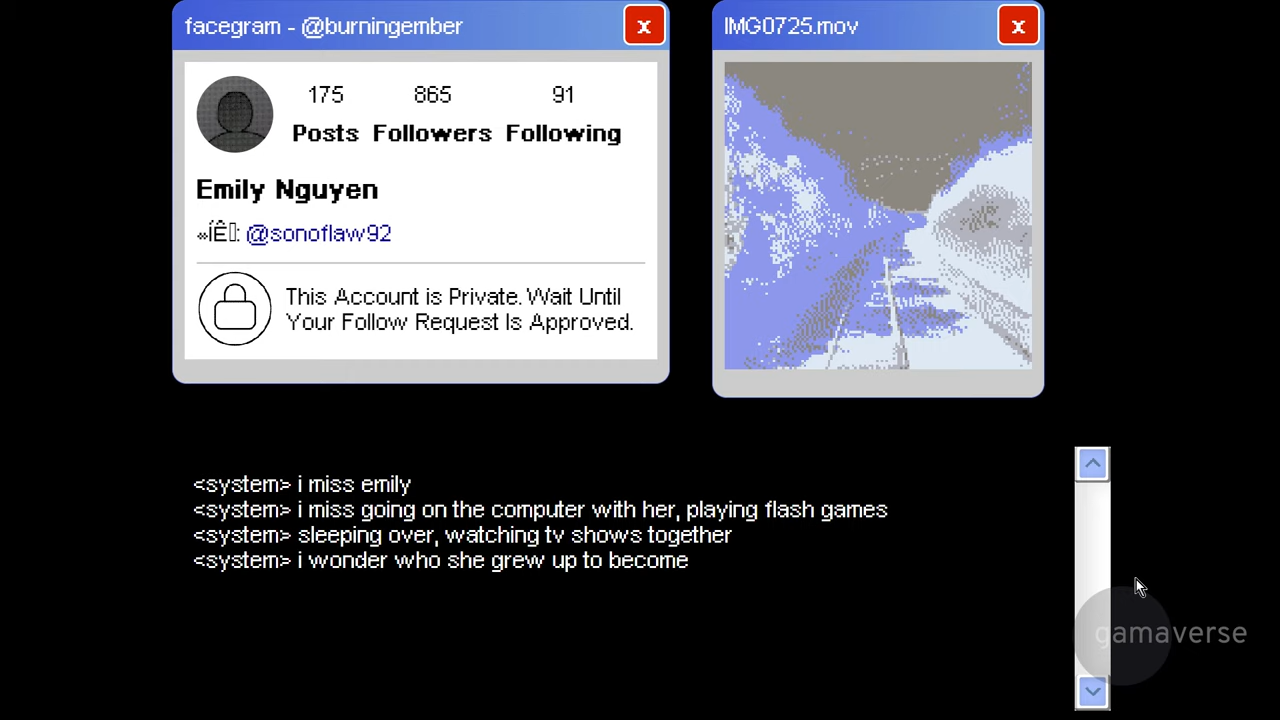 facegram - @burningember
x
175 865 91
Posts Followers Following
Emily Nguyen
«ÍÊ▯: @sonoflaw92
This Account is Private. Wait Until
Your Follow Request Is Approved.
IMG0725.mov
x
<system> i miss emily
<system> i miss going on the computer with her, playing flash games
<system> sleeping over, watching tv shows together
<system> i wonder who she grew up to become
gamaverse